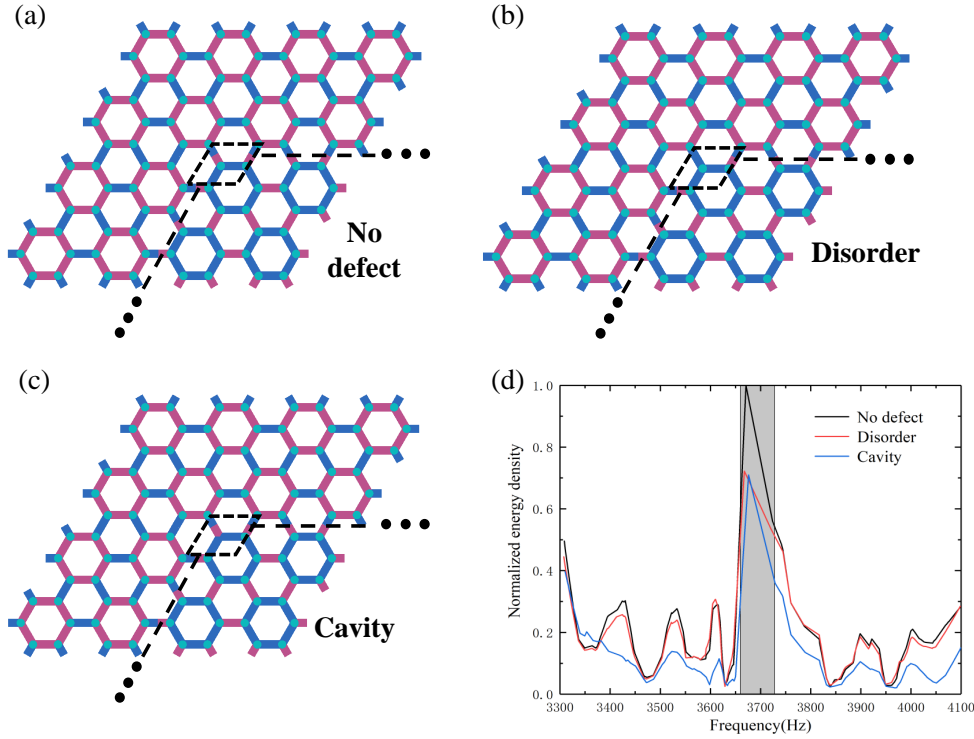 (a)
(b)
No
defect
Disorder
(c)
(d)
Cavity
Normalized energy density
1.0
0.8
0.6
0.4
0.2
0.0
No defect
Disorder
Cavity
3300 3400 3500 3600 3700 3800 3900 4000 4100
Frequency(Hz)